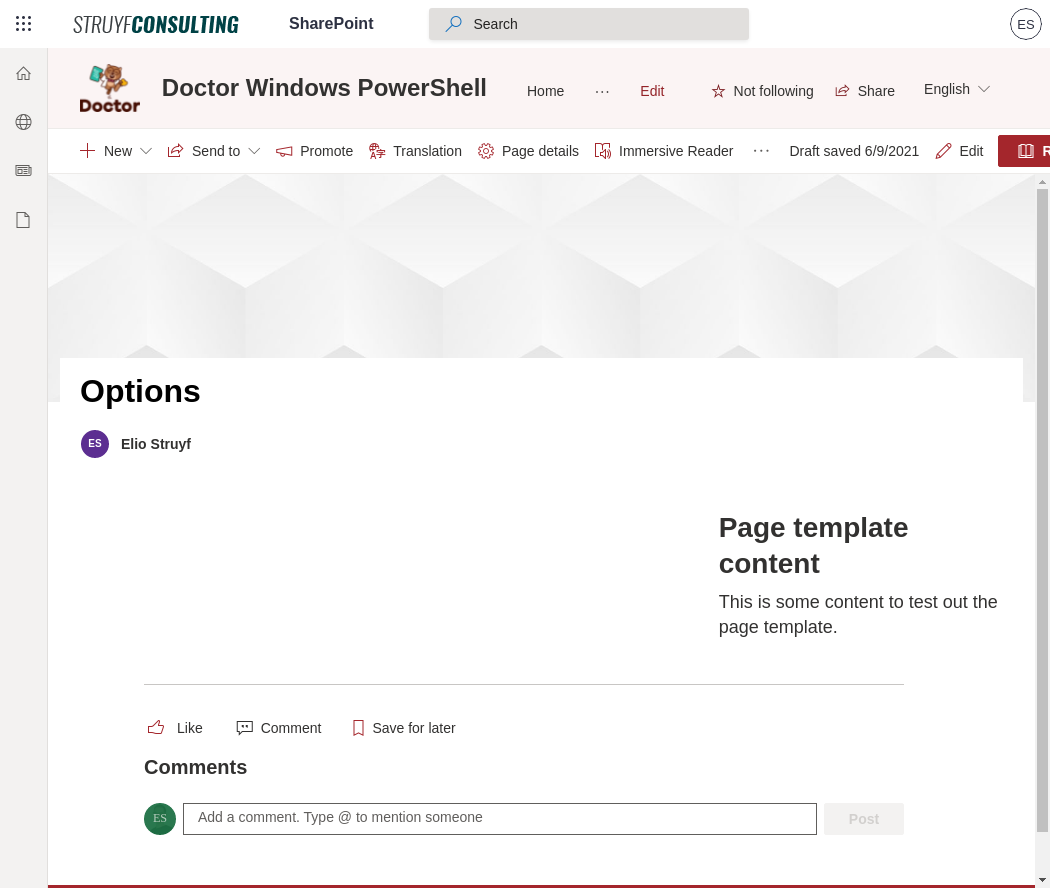 STRUYFCONSULTING SharePoint Search ES
Doctor
Doctor Windows PowerShell Home ··· Edit Not following Share English
New Send to Promote Translation Page details Immersive Reader ··· Draft saved 6/9/2021 Edit R
Options
ES Elio Struyf
Page template
content
This is some content to test out the
page template.
Like Comment Save for later
Comments
ES Add a comment. Type @ to mention someone Post